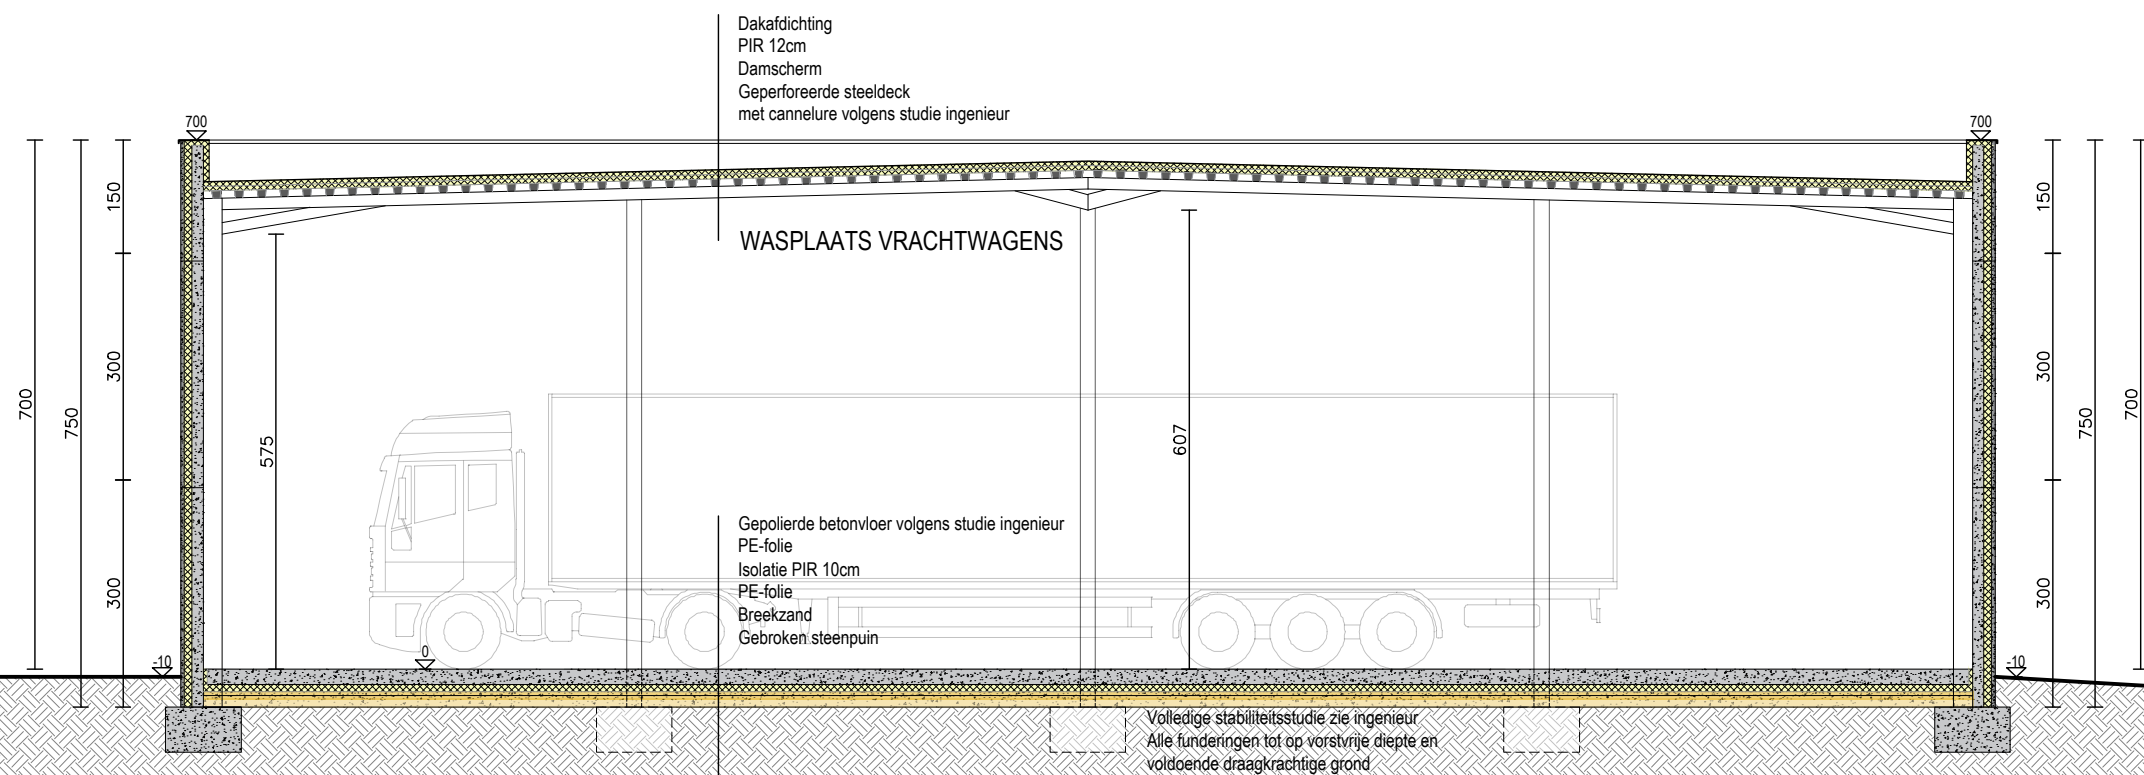 Dakafdichting
PIR 12cm
Damscherm
Geperforeerde steeldeck
met cannelure volgens studie ingenieur
700
700
150
150
WASPLAATS VRACHTWAGENS
300
300
700
750
575
607
750
700
Gepolierde betonvloer volgens studie ingenieur
PE-folie
Isolatie PIR 10cm
PE-folie
Breekzand
Gebroken steenpuin
300
300
-10
0
-10
Volledige stabiliteitsstudie zie ingenieur
Alle funderingen tot op vorstvrije diepte en
voldoende draagkrachtige grond